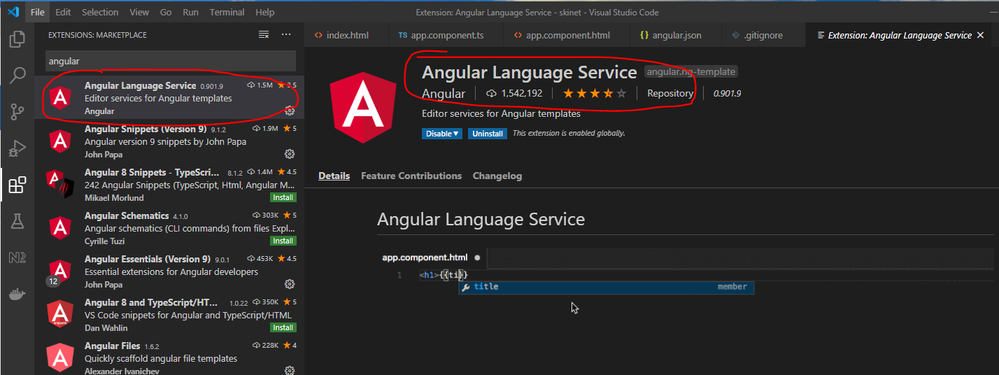 File Edit View Go Run Terminal Help
Extension: Angular Language Service - skinet - Visual Studio Code
EXTENSIONS: MARKETPLACE
angular
Angular Language Service 0.901.9 1.5M 3.5
Editor services for Angular templates
Angular
Angular Snippets (Version 9) 9.1.2 1.9M 5
Angular version 9 snippets by John Papa
John Papa
Angular 8 Snippets - TypeScri... 8.1.2 1.4M 4.5
242 Angular Snippets (TypeScript, Html, Angular M...
Mikael Morlund Install
Angular Schematics 4.1.0 303K 5
Angular schematics (CLI commands) from files Expl...
Cyrille Tuzi Install
Angular Essentials (Version 9) 9.0.1 453K 4.5
Essential extensions for Angular developers
12 John Papa
Angular 8 and TypeScript/HT... 1.0.22 350K 5
VS Code snippets for Angular and TypeScript/HTML
Dan Wahlin Install
Angular Files 1.6.2 228K 4
Quickly scaffold angular file templates
Alexander Ivanichev
index.html TS app.component.ts app.component.html {} angular.json .gitignore Extension: Angular Language Service
Angular Language Service angular.ng-template
Angular 1,542,192 Repository 0.901.9
Editor services for Angular templates
Disable Uninstall This extension is enabled globally.
Details Feature Contributions Changelog
Angular Language Service
app.component.html
1 <h1>{{ti}}
title member